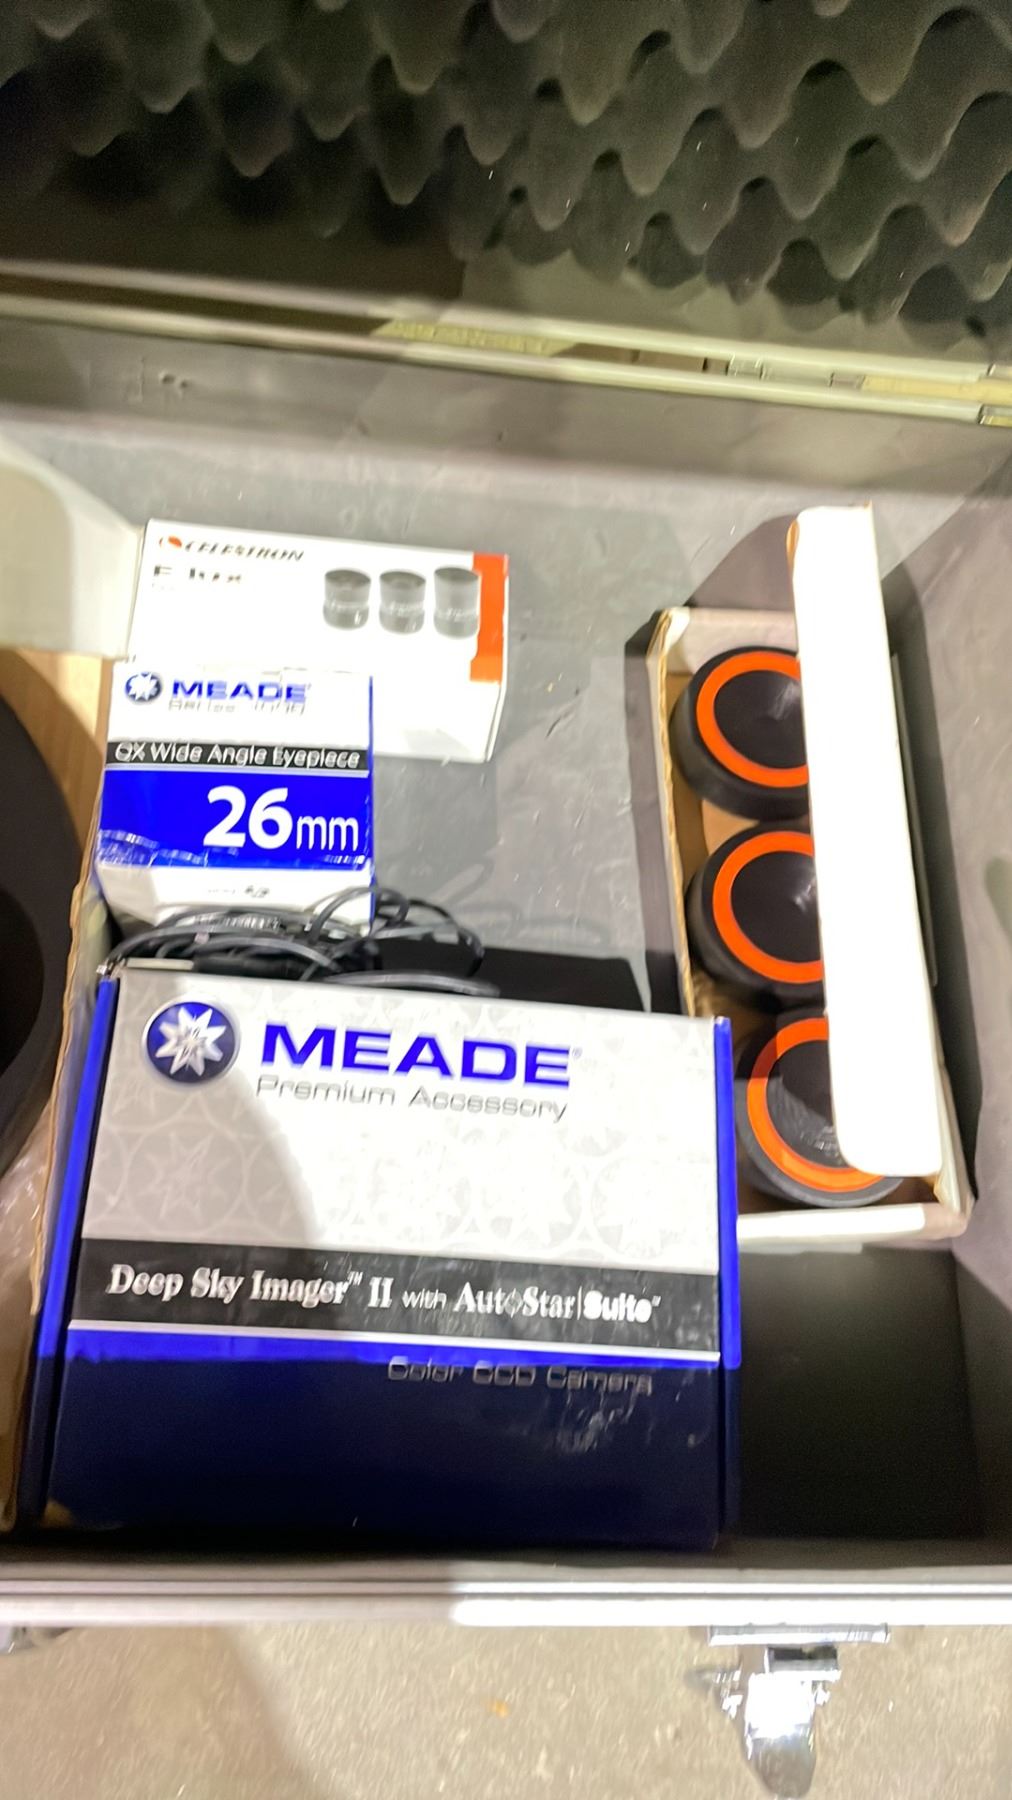 CELESTRON
E-lux
MEADE
QX Wide Angle Eyepiece
26mm
MEADE®
Premium Accessory
Deep Sky Imager™ II with AutoStar|Suite™
Color CCD Camera